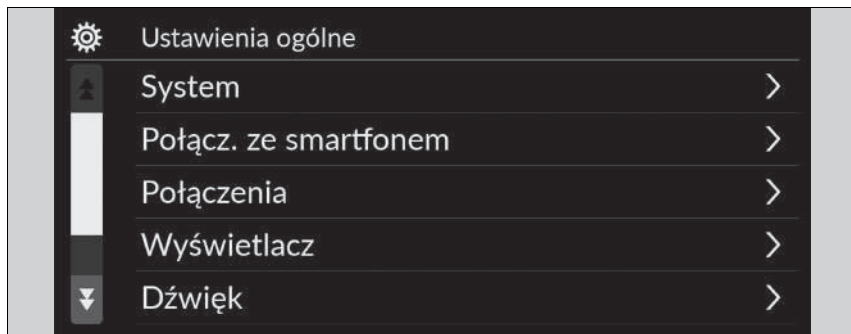 Ustawienia ogólne
System
Połącz. ze smartfonem
Połączenia
Wyświetlacz
Dźwięk